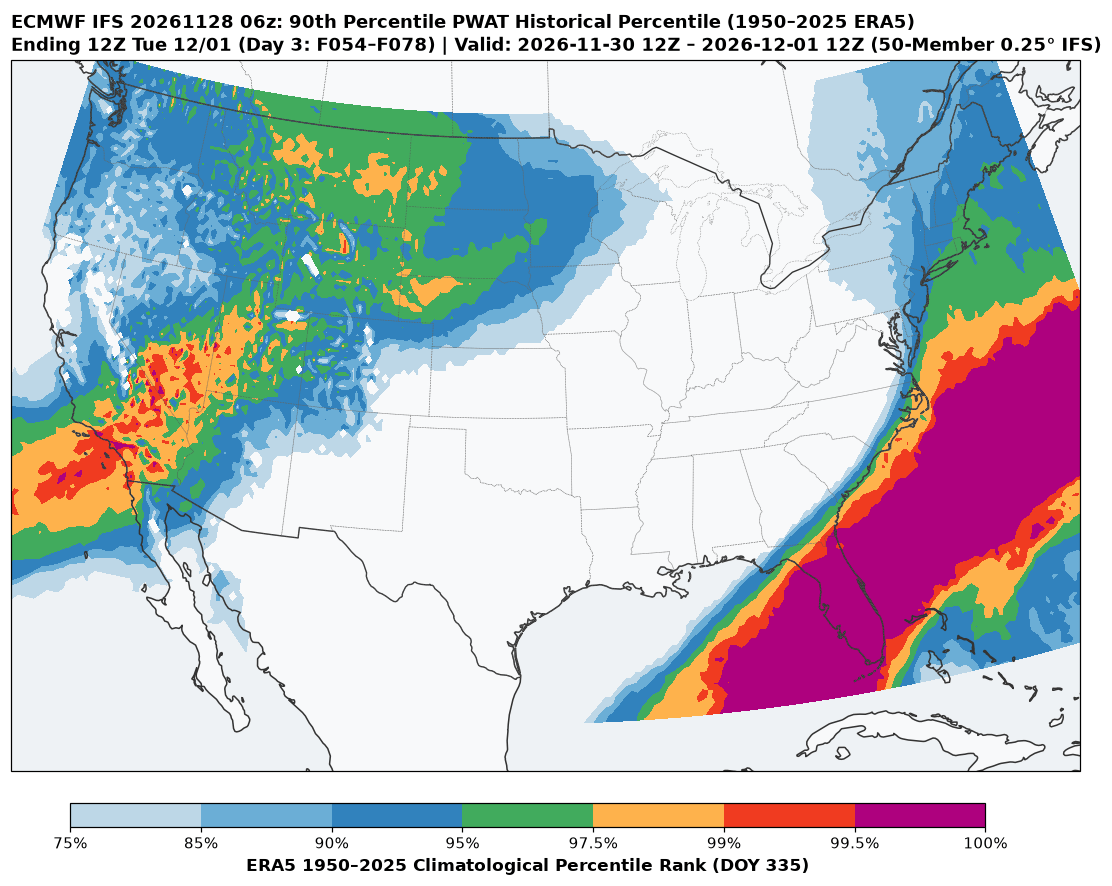 ECMWF IFS 20261128 06z: 90th Percentile PWAT Historical Percentile (1950–2025 ERA5)
Ending 12Z Tue 12/01 (Day 3: F054–F078) | Valid: 2026-11-30 12Z – 2026-12-01 12Z (50-Member 0.25° IFS)
75% 85% 90% 95% 97.5% 99% 99.5% 100%
ERA5 1950–2025 Climatological Percentile Rank (DOY 335)